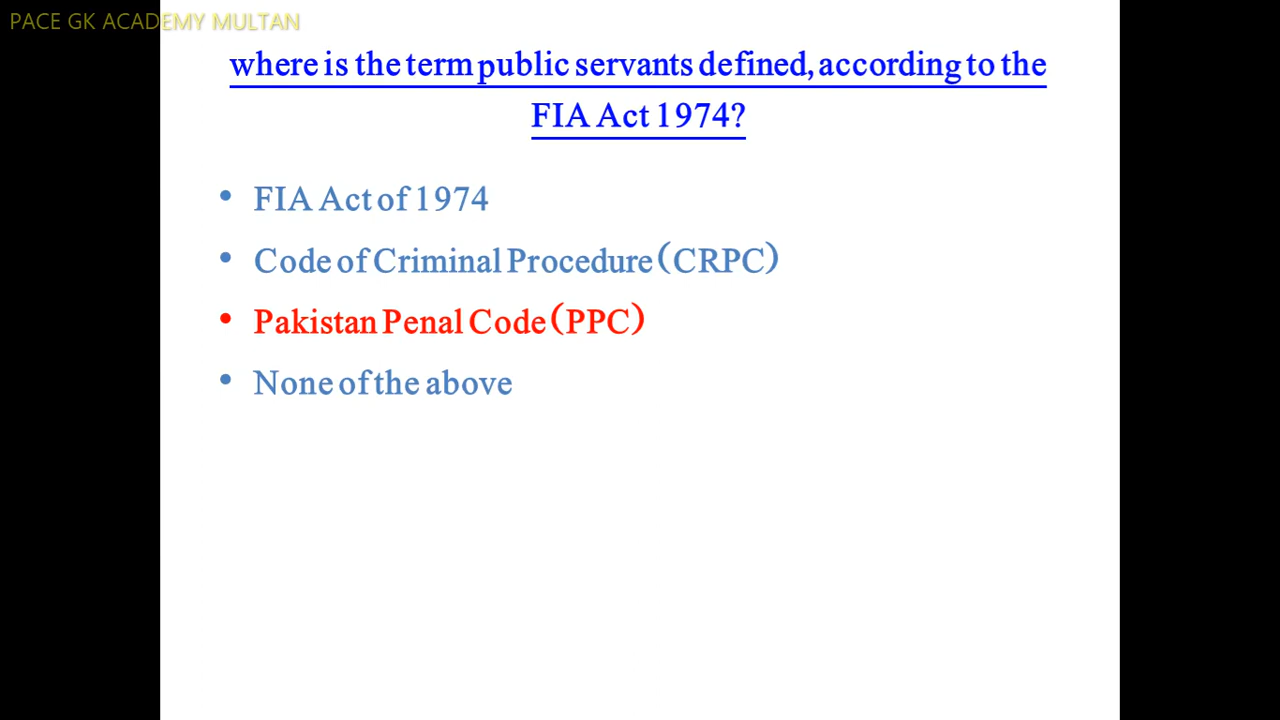 PACE GK ACADEMY MULTAN
where is the term public servants defined, according to the
FIA Act 1974?
• FIA Act of 1974
• Code of Criminal Procedure (CRPC)
• Pakistan Penal Code (PPC)
• None of the above